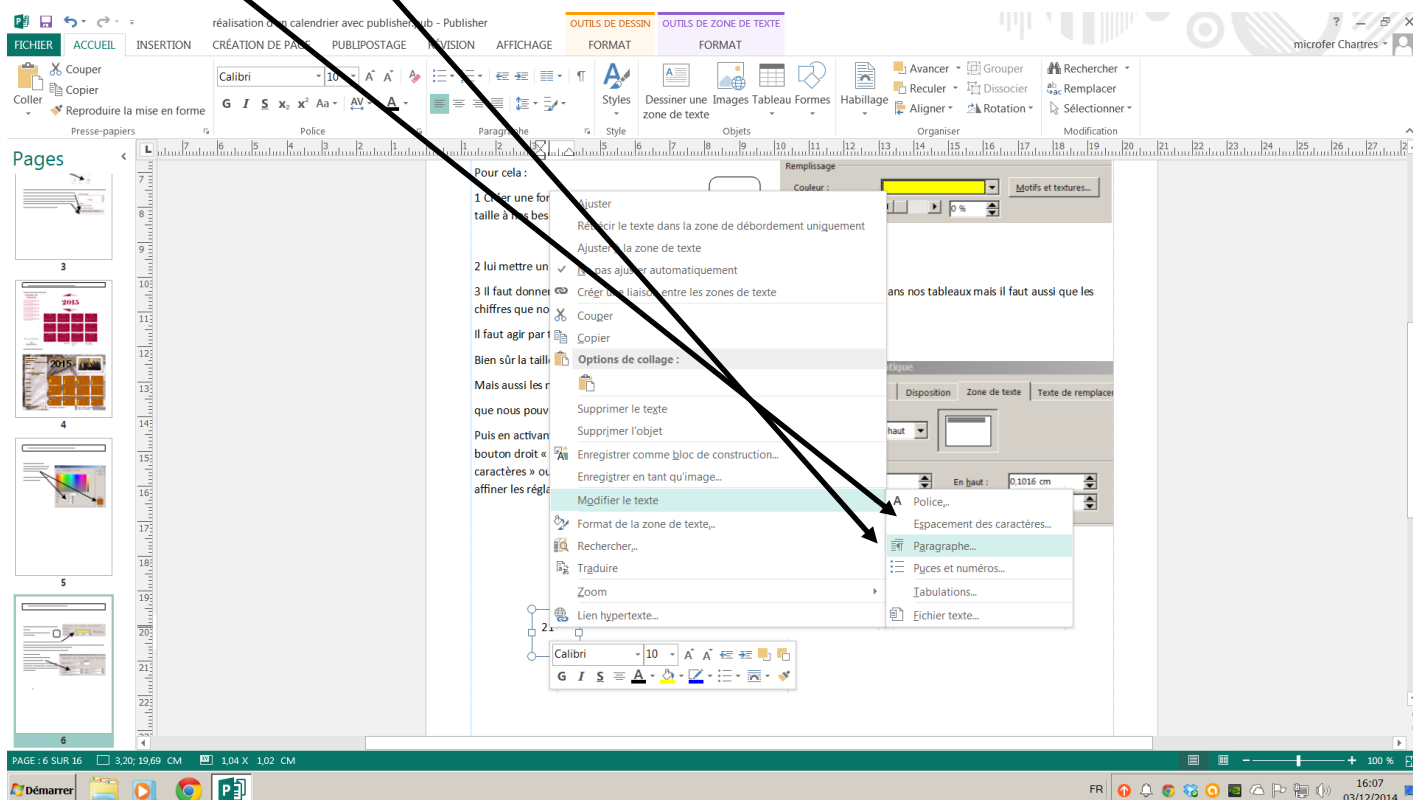 réalisation d'un calendrier avec publisher.pub - Publisher
OUTILS DE DESSIN OUTILS DE ZONE DE TEXTE
?
FICHIER ACCUEIL INSERTION CRÉATION DE PAGE PUBLIPOSTAGE RÉVISION AFFICHAGE FORMAT FORMAT
microfer Chartres
Coller
Couper
Copier
Reproduire la mise en forme
Presse-papiers
Calibri 10
G I S x₂ x² Aa AV A
Police
Paragraphe
Styles
Style
Dessiner une zone de texte
Images Tableau Formes
Objets
Habillage
Avancer Grouper
Reculer Dissocier
Aligner Rotation
Organiser
Rechercher
Remplacer
Sélectionner
Modification
Pages
3
2015
2015
4
5
6
Pour cela :
1 Créer une for
taille à nos bes
2 lui mettre un
3 Il faut donner
ans nos tableaux mais il faut aussi que les
chiffres que no
Il faut agir par t
Bien sûr la taill
Mais aussi les r
que nous pouv
Puis en activan
bouton droit «
caractères » ou
affiner les régla
Remplissage
Couleur :
Motifs et textures...
0 %
tique
Disposition Zone de texte Texte de remplacer
haut
En haut : 0,1016 cm
Ajuster
Rétrécir le texte dans la zone de débordement uniquement
Ajuster à la zone de texte
Ne pas ajuster automatiquement
Créer une liaison entre les zones de texte
Couper
Copier
Options de collage :
Supprimer le texte
Supprimer l'objet
Enregistrer comme bloc de construction...
Enregistrer en tant qu'image...
Modifier le texte
Format de la zone de texte...
Rechercher...
Traduire
Zoom
Lien hypertexte...
A Police...
Espacement des caractères...
Paragraphe...
Puces et numéros...
Tabulations...
Fichier texte...
21
Calibri 10
G I S A
PAGE : 6 SUR 16 3,20; 19,69 CM 1,04 X 1,02 CM
100 %
Démarrer
FR
16:07
03/12/2014